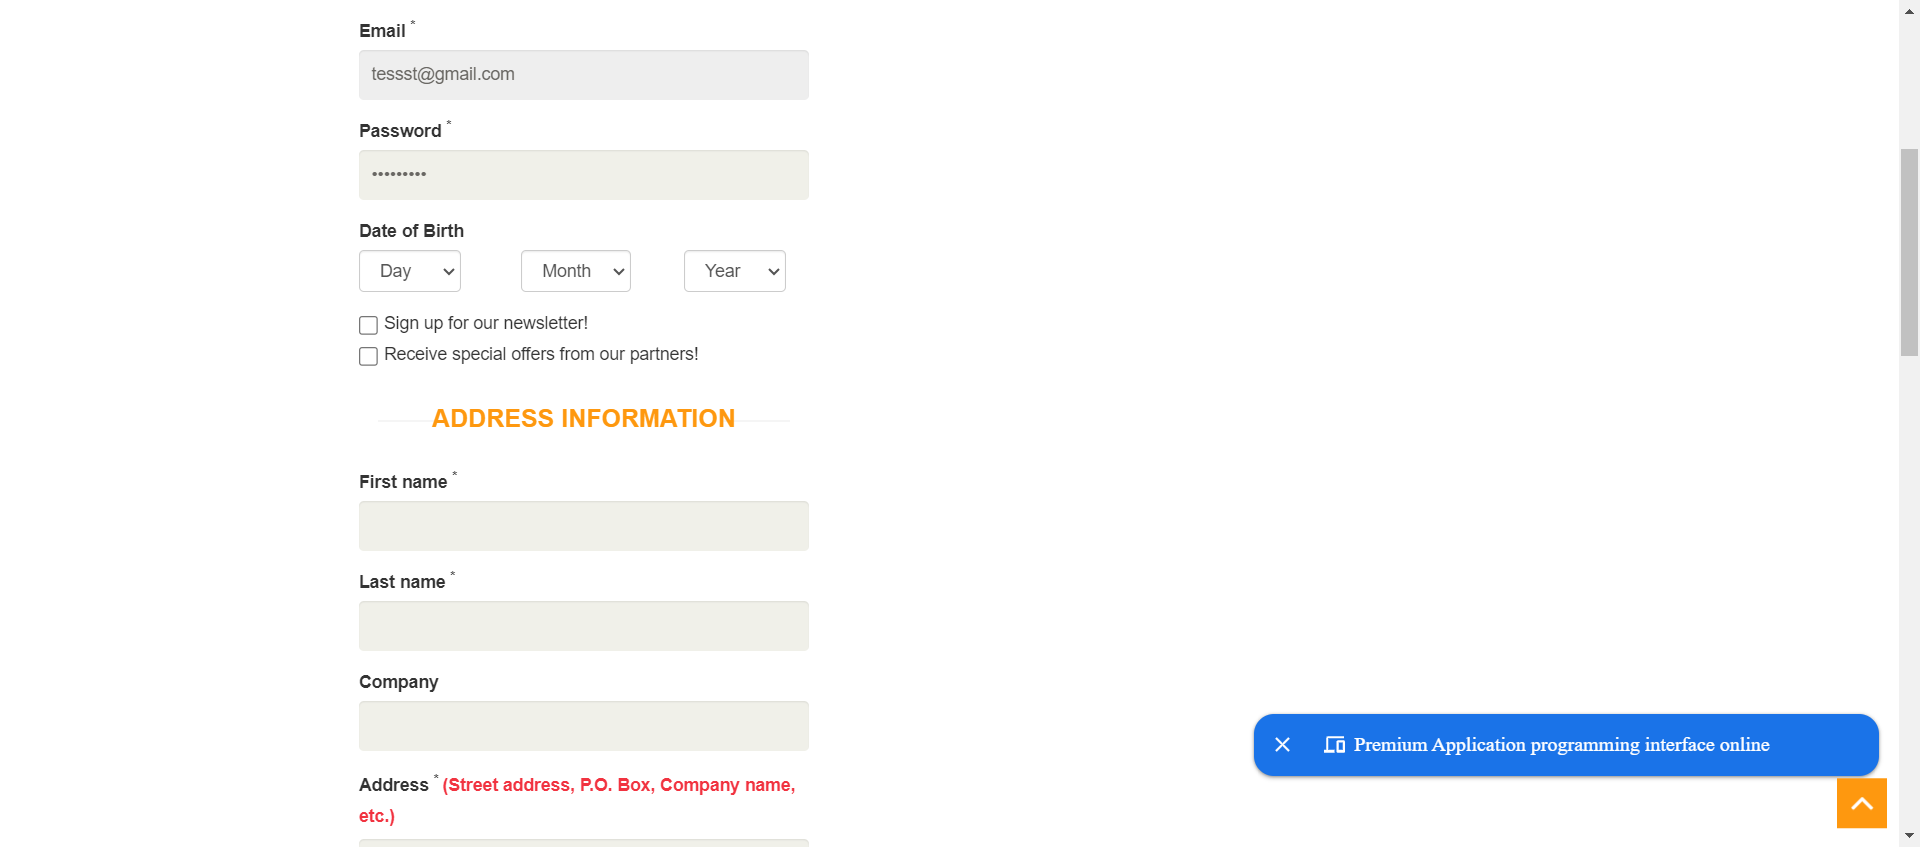 Email *
tessst@gmail.com
Password *
•••••••••
Date of Birth
Day Month Year
Sign up for our newsletter!
Receive special offers from our partners!
ADDRESS INFORMATION
First name *
Last name *
Company
Address * (Street address, P.O. Box, Company name,
etc.)
Premium Application programming interface online